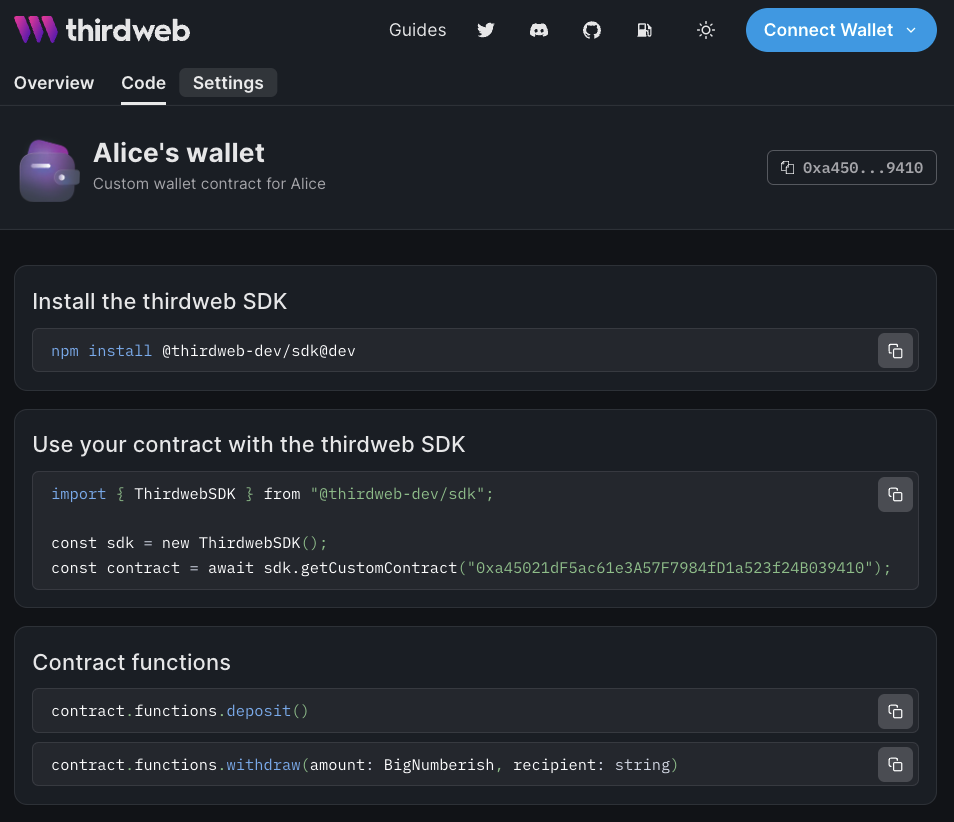 thirdweb
Guides
Connect Wallet
Overview Code Settings
Alice's wallet
Custom wallet contract for Alice
0xa450...9410
Install the thirdweb SDK
npm install @thirdweb-dev/sdk@dev
Use your contract with the thirdweb SDK
import { ThirdwebSDK } from "@thirdweb-dev/sdk";
const sdk = new ThirdwebSDK();
const contract = await sdk.getCustomContract("0xa45021dF5ac61e3A57F7984fD1a523f24B039410");
Contract functions
contract.functions.deposit()
contract.functions.withdraw(amount: BigNumberish, recipient: string)